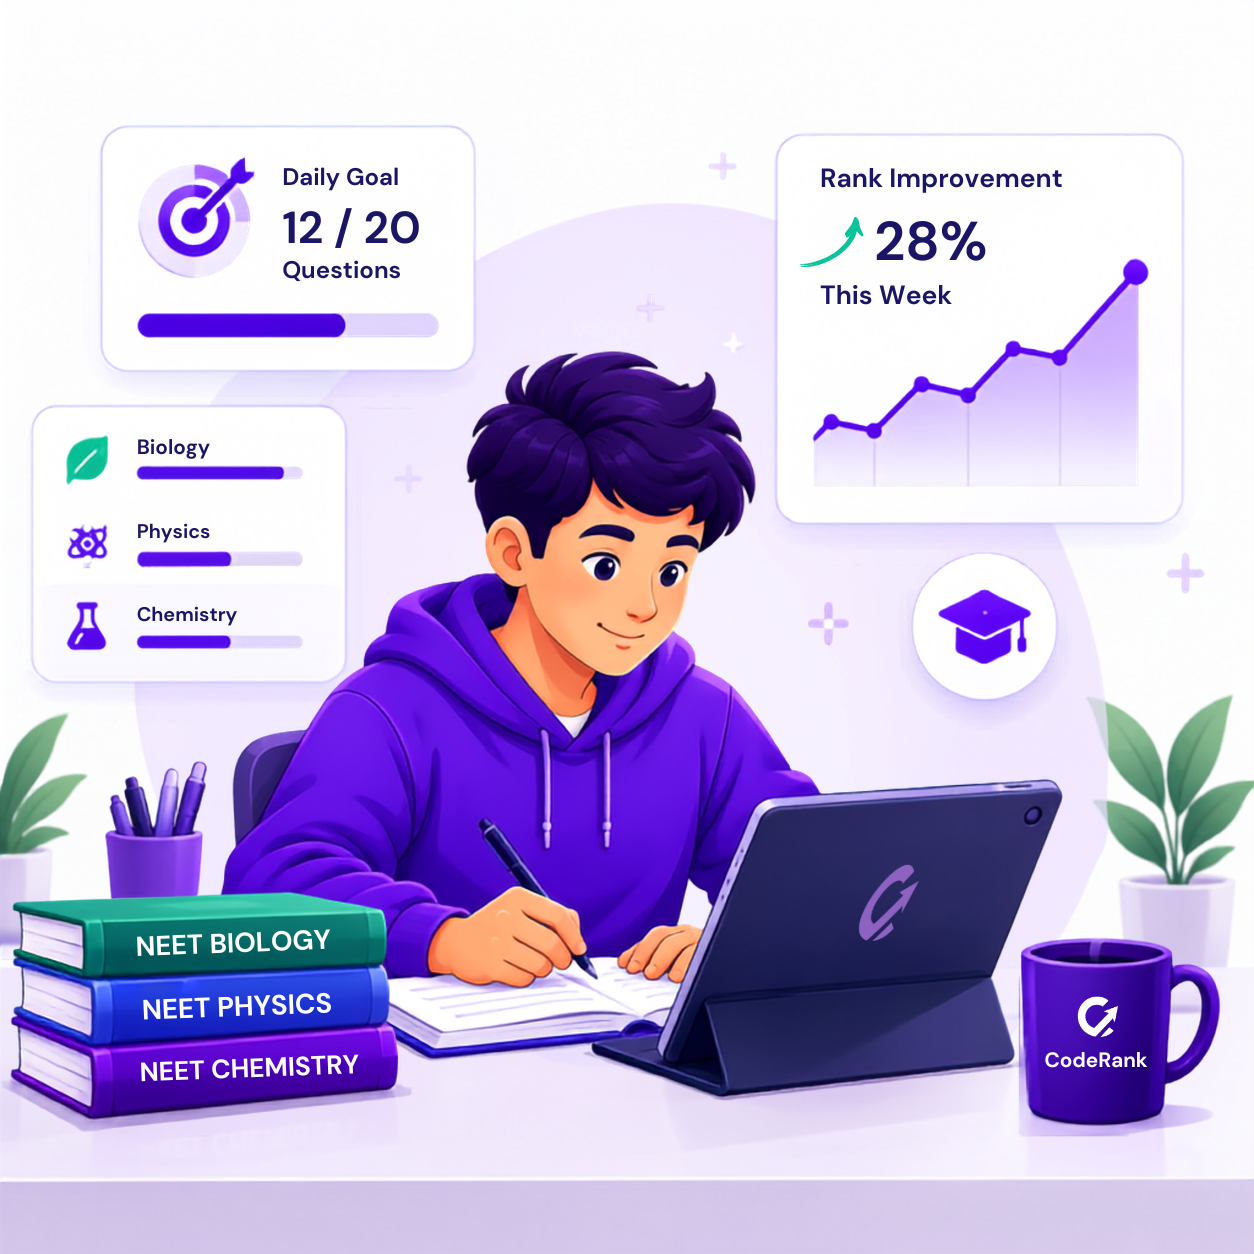 Daily Goal
12 / 20
Questions
Rank Improvement
28%
This Week
Biology
Physics
Chemistry
NEET BIOLOGY
NEET PHYSICS
NEET CHEMISTRY
CodeRank